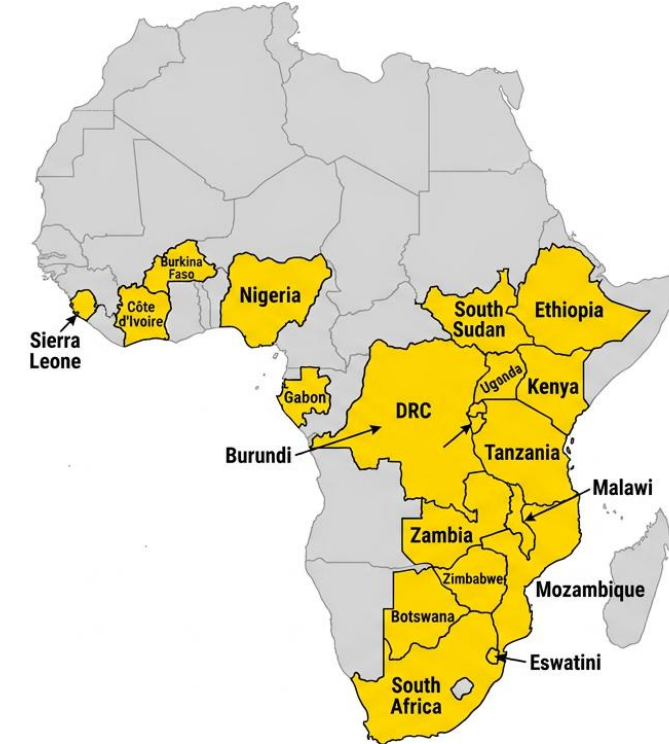 Burkina
Faso
Nigeria
Côte
d'Ivoire
Sierra
Leone
South
Sudan
Ethiopia
Gabon
DRC
Ugonda
Kenya
Burundi
Tanzania
Malawi
Zambia
Zimbabwe
Mozambique
Botswana
Eswatini
South
Africa